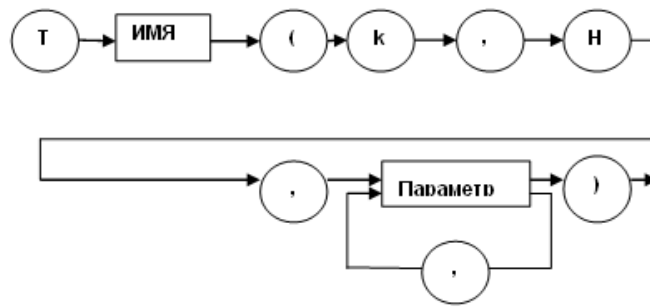 Т ИМЯ ( k , Н
, Параметр )
,